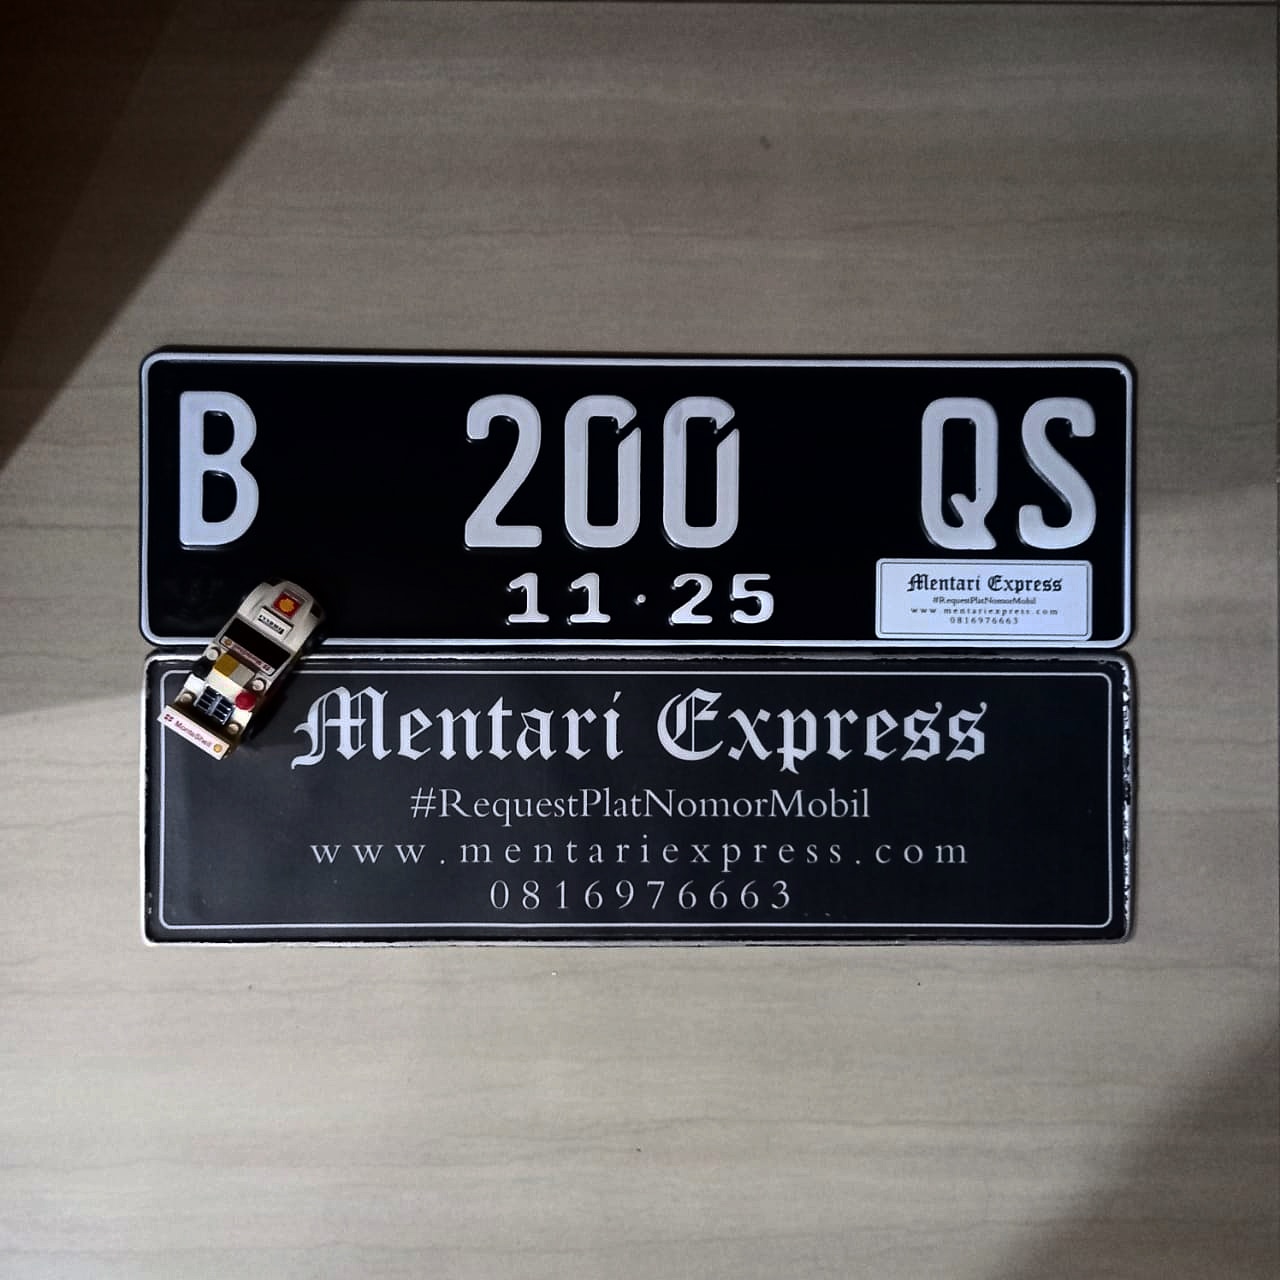 B 200 QS
11·25
Mentari Express
#RequestPlatNomorMobil
www.mentariexpress.com
0816976663
Mentari Express
#RequestPlatNomorMobil
www.mentariexpress.com
0816976663